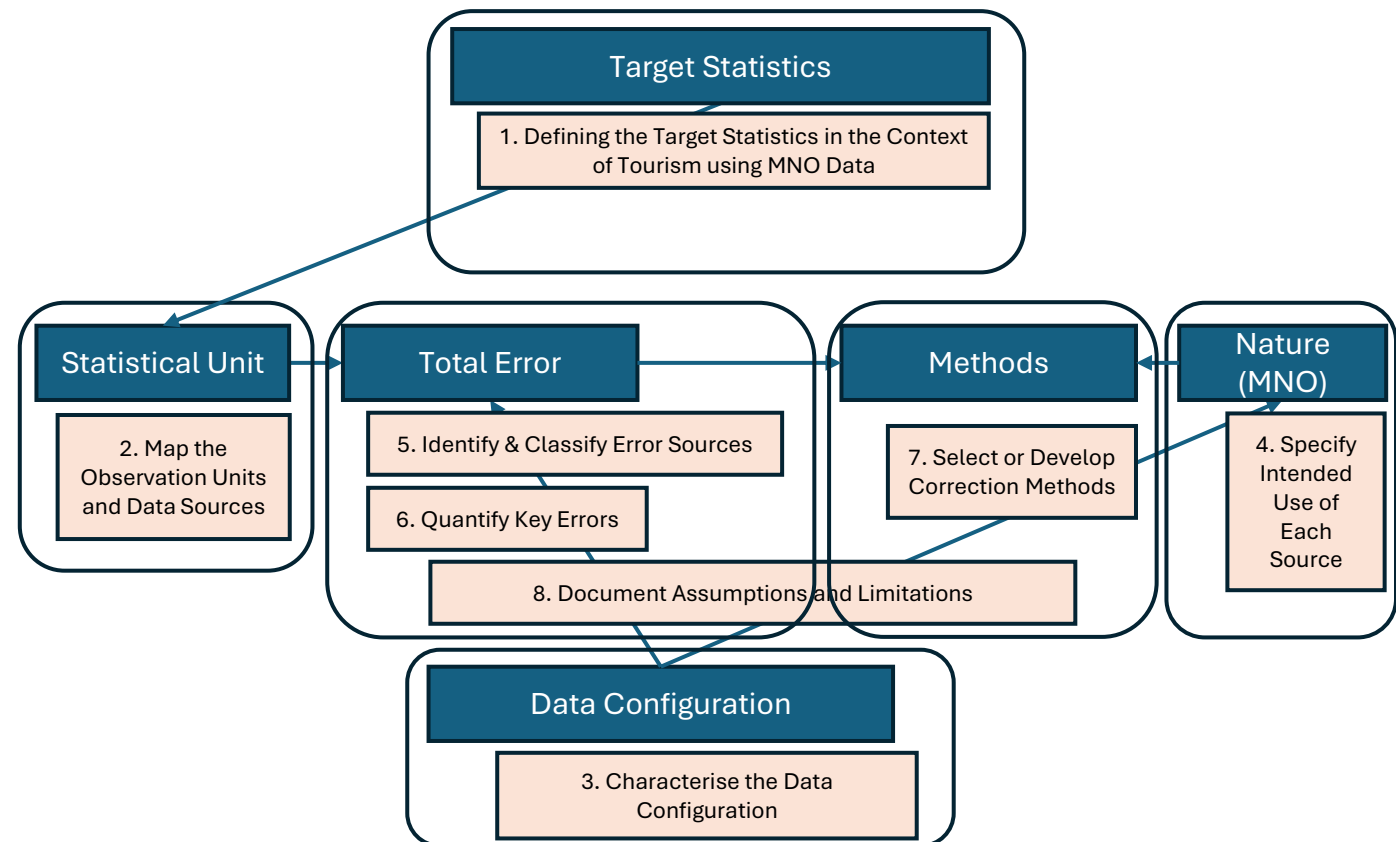 Target Statistics
1. Defining the Target Statistics in the Context
of Tourism using MNO Data
Statistical Unit
2. Map the
Observation Units
and Data Sources
Total Error
5. Identify & Classify Error Sources
6. Quantify Key Errors
8. Document Assumptions and Limitations
Methods
7. Select or Develop
Correction Methods
Nature
(MNO)
4. Specify
Intended
Use of
Each
Source
Data Configuration
3. Characterise the Data
Configuration